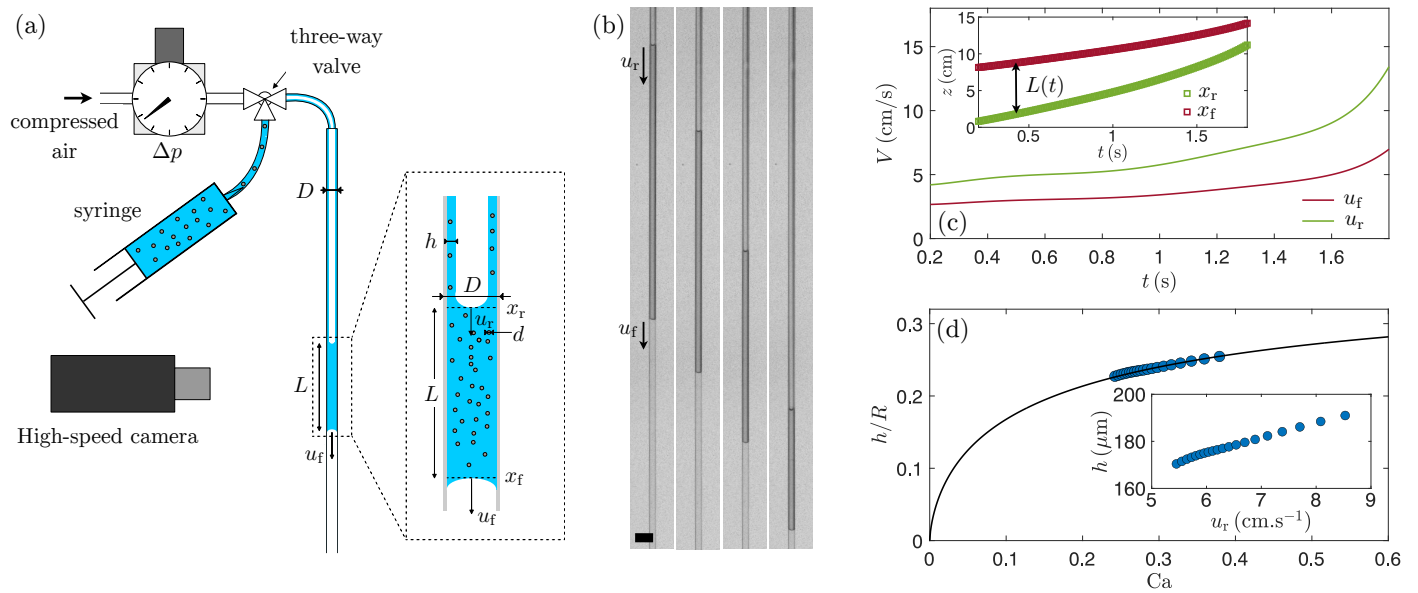 (a)
three-way
valve
compressed
air
Δp
syringe
D
h
D
x_r
u_r
d
L
L
High-speed camera
u_f
x_f
u_f
(b)
u_r
u_f
15
10
5
0
z (cm)
L(t)
x_r
x_f
0.5
1
1.5
t (s)
15
10
5
0
V (cm/s)
u_f
u_r
(c)
0.2
0.4
0.6
0.8
1
1.2
1.4
1.6
t (s)
(d)
0.3
0.2
0.1
0
h/R
200
180
160
h (μm)
5
6
7
8
9
u_r (cm.s⁻¹)
0
0.1
0.2
0.3
0.4
0.5
0.6
Ca